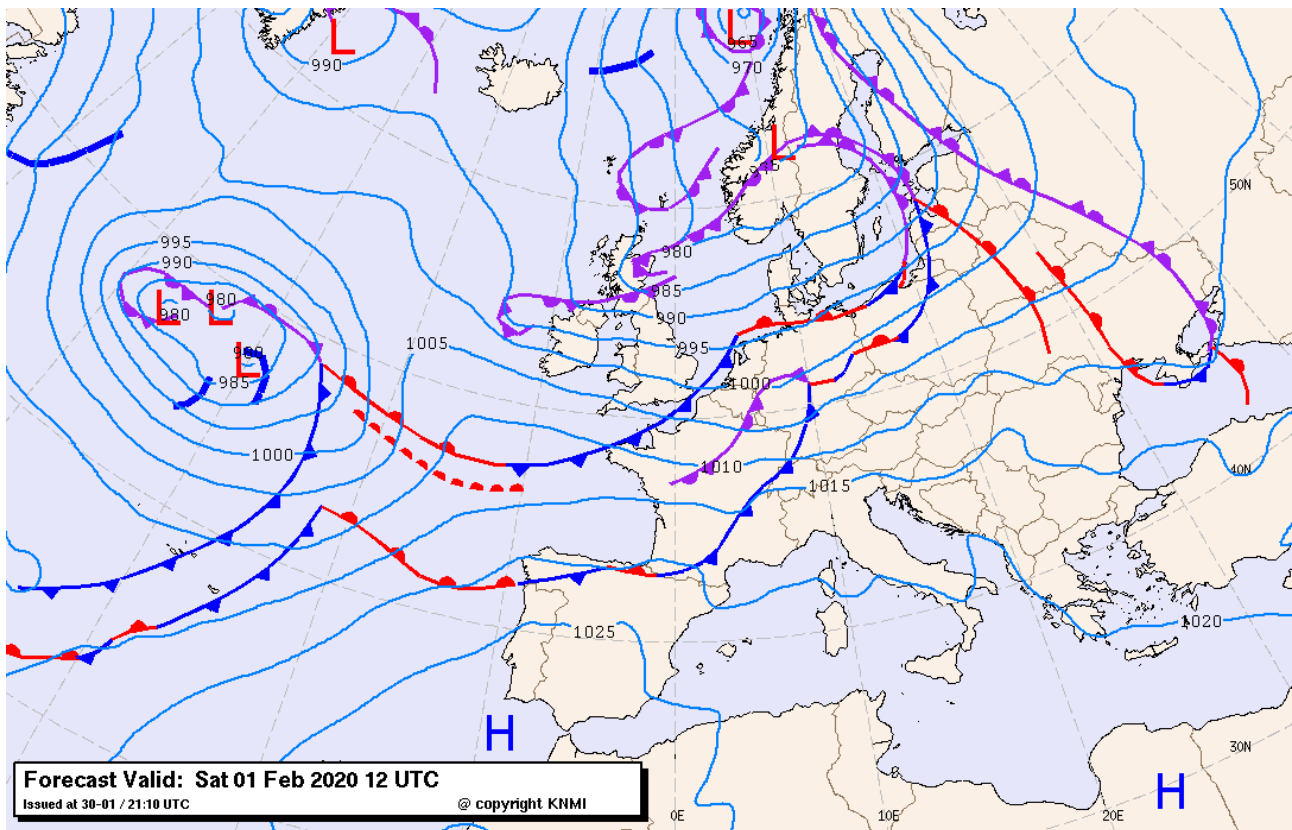 L
L
965
990
970
L
50N
995
990
980
L
L
980
980
L
985
1005
985
990
995
1000
1000
1010
1015
40N
1025
1020
H
30N
H
Forecast Valid: Sat 01 Feb 2020 12 UTC
Issued at 30-01 / 21:10 UTC
@ copyright KNMI
0E
10E
20E